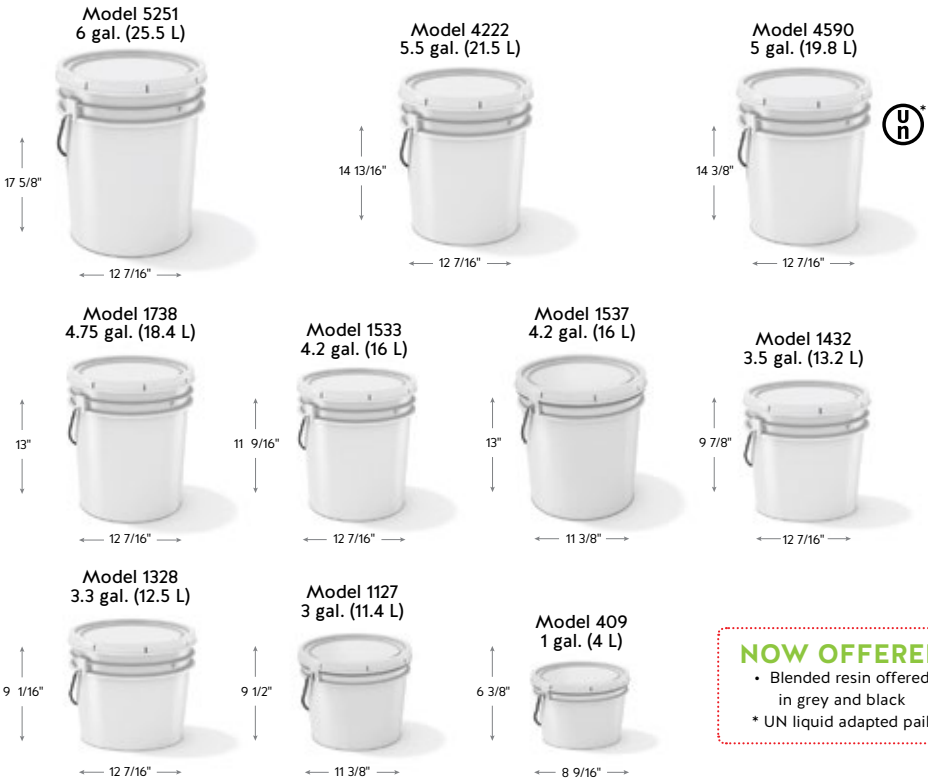 Model 5251
6 gal. (25.5 L)
17 5/8"
12 7/16"
Model 4222
5.5 gal. (21.5 L)
14 13/16"
12 7/16"
Model 4590
5 gal. (19.8 L)
14 3/8"
12 7/16"
u
n
*
Model 1738
4.75 gal. (18.4 L)
13"
12 7/16"
Model 1533
4.2 gal. (16 L)
11 9/16"
12 7/16"
Model 1537
4.2 gal. (16 L)
13"
11 3/8"
Model 1432
3.5 gal. (13.2 L)
9 7/8"
12 7/16"
Model 1328
3.3 gal. (12.5 L)
9 1/16"
12 7/16"
Model 1127
3 gal. (11.4 L)
9 1/2"
11 3/8"
Model 409
1 gal. (4 L)
6 3/8"
8 9/16"
NOW OFFERE
• Blended resin offered
in grey and black
* UN liquid adapted pail